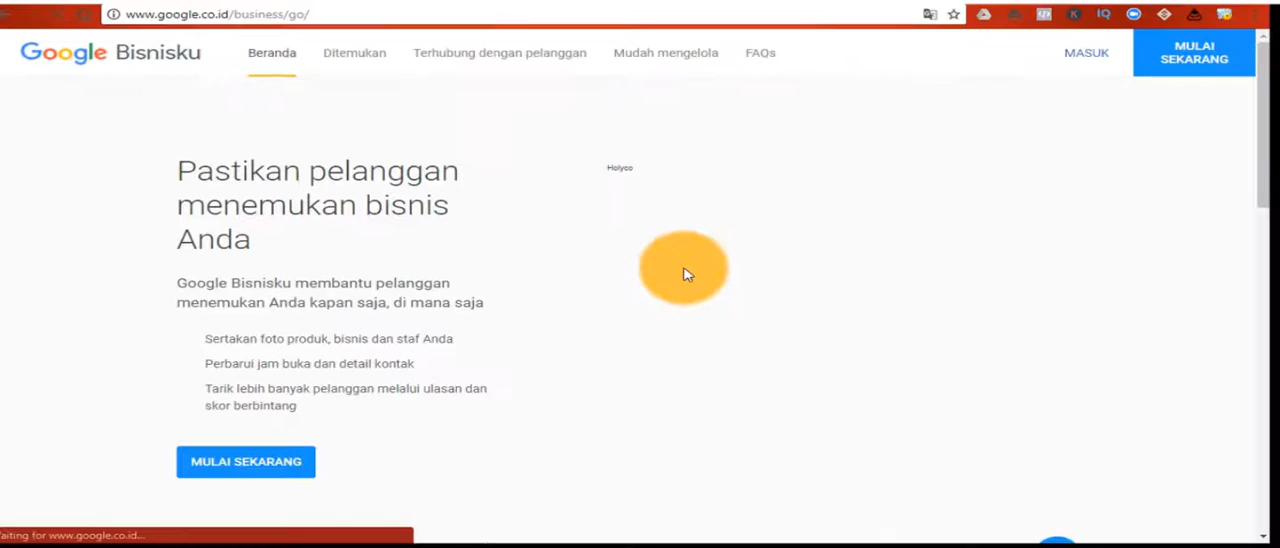 www.google.co.id/business/go/
Google Bisnisku
Beranda
Ditemukan
Terhubung dengan pelanggan
Mudah mengelola
FAQs
MASUK
MULAI
SEKARANG
Pastikan pelanggan
menemukan bisnis
Anda
Holyco
Google Bisnisku membantu pelanggan
menemukan Anda kapan saja, di mana saja
Sertakan foto produk, bisnis dan staf Anda
Perbarui jam buka dan detail kontak
Tarik lebih banyak pelanggan melalui ulasan dan
skor berbintang
MULAI SEKARANG
aiting for www.google.co.id...